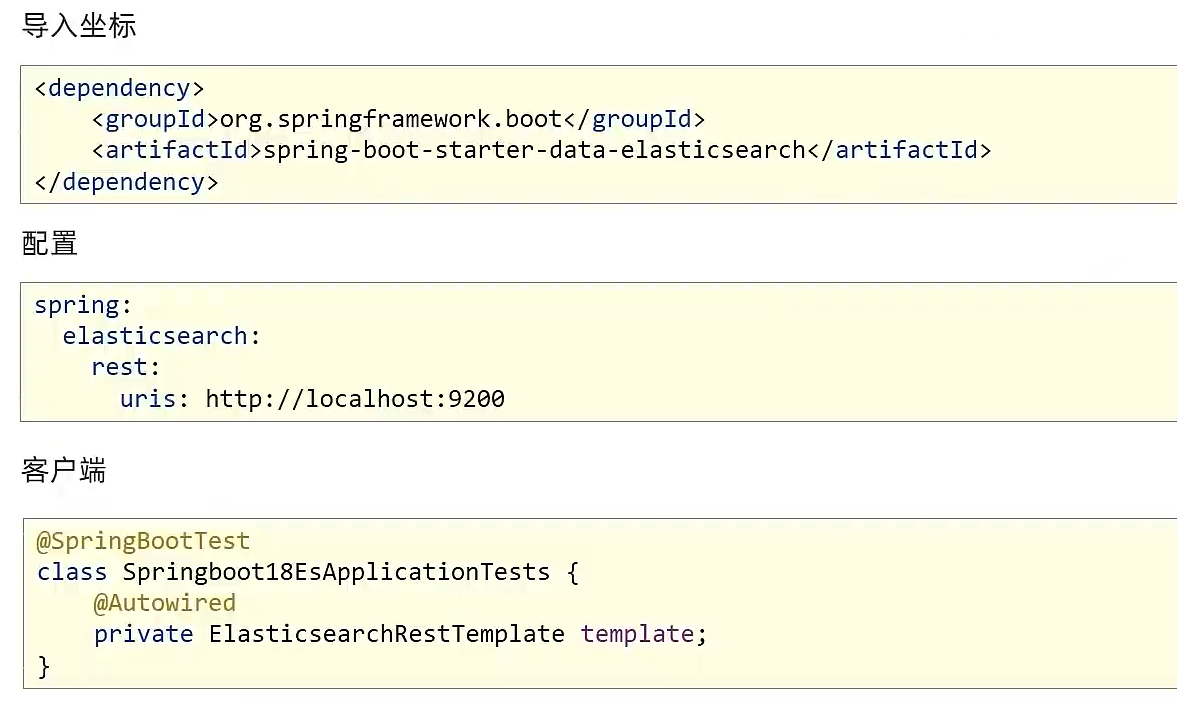 导入坐标
<dependency>
    <groupId>org.springframework.boot</groupId>
    <artifactId>spring-boot-starter-data-elasticsearch</artifactId>
</dependency>
配置
spring:
  elasticsearch:
    rest:
      uris: http://localhost:9200
客户端
@SpringBootTest
class Springboot18EsApplicationTests {
    @Autowired
    private ElasticsearchRestTemplate template;
}